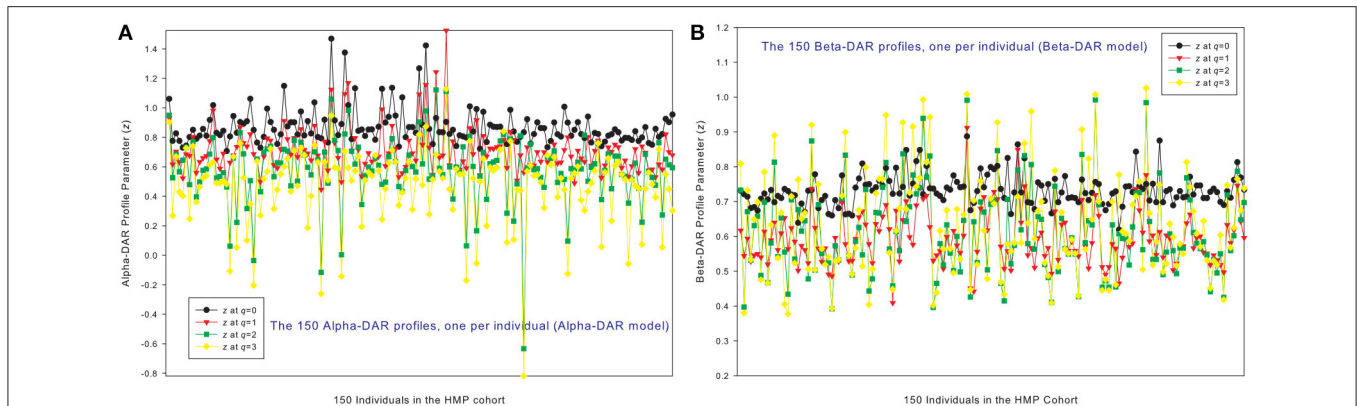 A
1.4
1.2
1.0
0.8
0.6
0.4
0.2
0.0
-0.2
-0.4
-0.6
-0.8
Alpha-DAR Profile Parameter (z)
z at q=0
z at q=1
z at q=2
z at q=3
The 150 Alpha-DAR profiles, one per individual (Alpha-DAR model)
150 Individuals in the HMP cohort
B
1.2
1.1
1.0
0.9
0.8
0.7
0.6
0.5
0.4
0.3
0.2
Beta-DAR Profile Parameter (z)
The 150 Beta-DAR profiles, one per individual (Beta-DAR model)
z at q=0
z at q=1
z at q=2
z at q=3
150 Individuals in the HMP Cohort